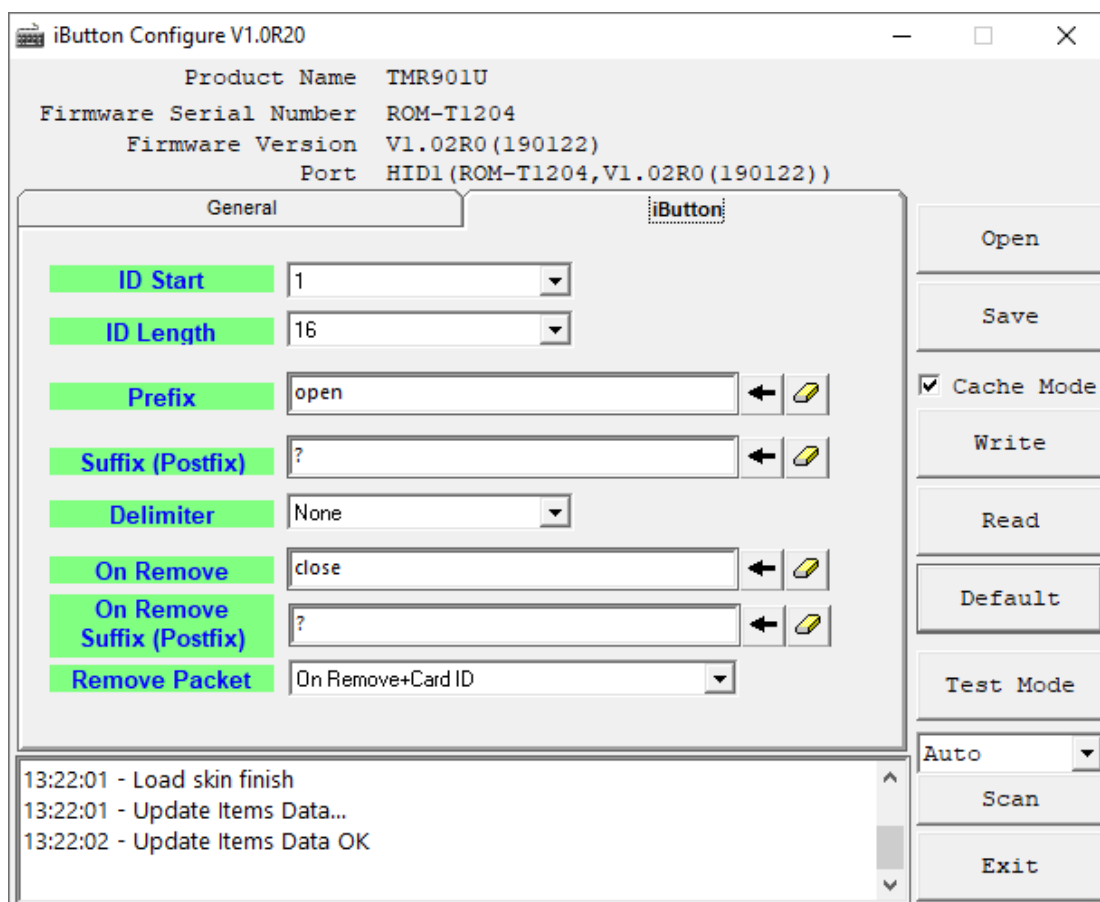 iButton Configure V1.0R20
Product Name TMR901U
Firmware Serial Number ROM-T1204
Firmware Version V1.02R0(190122)
Port HID1(ROM-T1204,V1.02R0(190122))
General iButton
ID Start 1
ID Length 16
Prefix open
Suffix (Postfix) ?
Delimiter None
On Remove close
On Remove
Suffix (Postfix) ?
Remove Packet On Remove+Card ID
Open
Save
Cache Mode
Write
Read
Default
Test Mode
Auto
Scan
Exit
13:22:01 - Load skin finish
13:22:01 - Update Items Data...
13:22:02 - Update Items Data OK